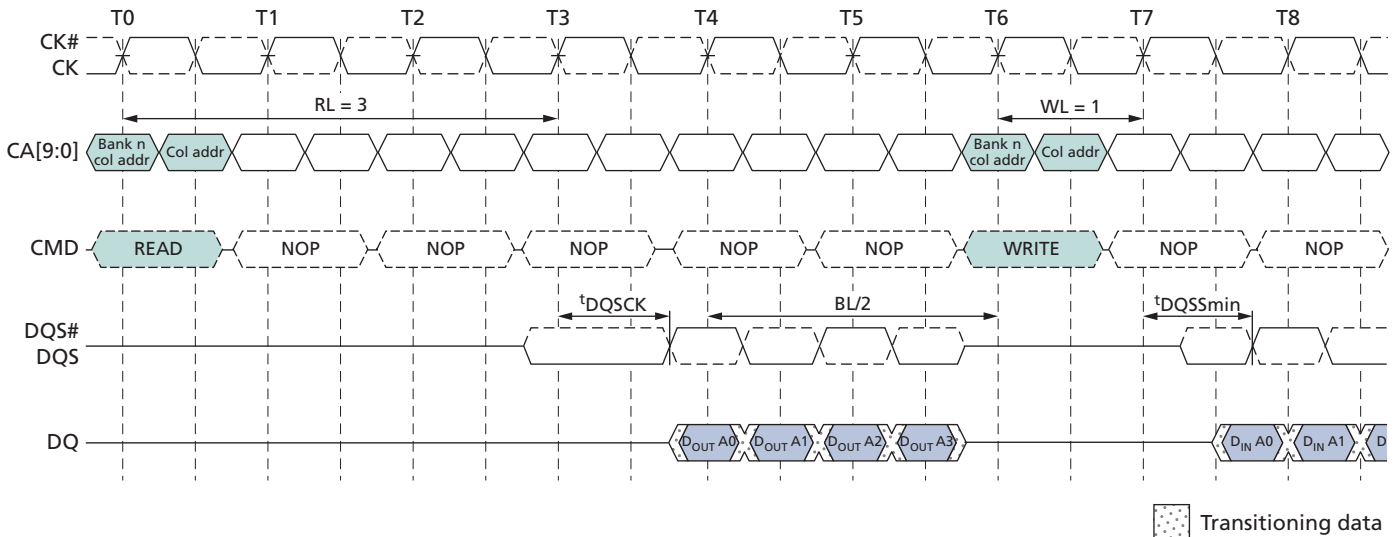 T0 T1 T2 T3 T4 T5 T6 T7 T8
CK#
CK
RL = 3 WL = 1
CA[9:0] Bank n col addr Col addr Bank n col addr Col addr
CMD READ NOP NOP NOP NOP NOP WRITE NOP NOP
tDQSCK BL/2 tDQSSmin
DQS#
DQS
DQ DOUT A0 DOUT A1 DOUT A2 DOUT A3 DIN A0 DIN A1 D
Transitioning data